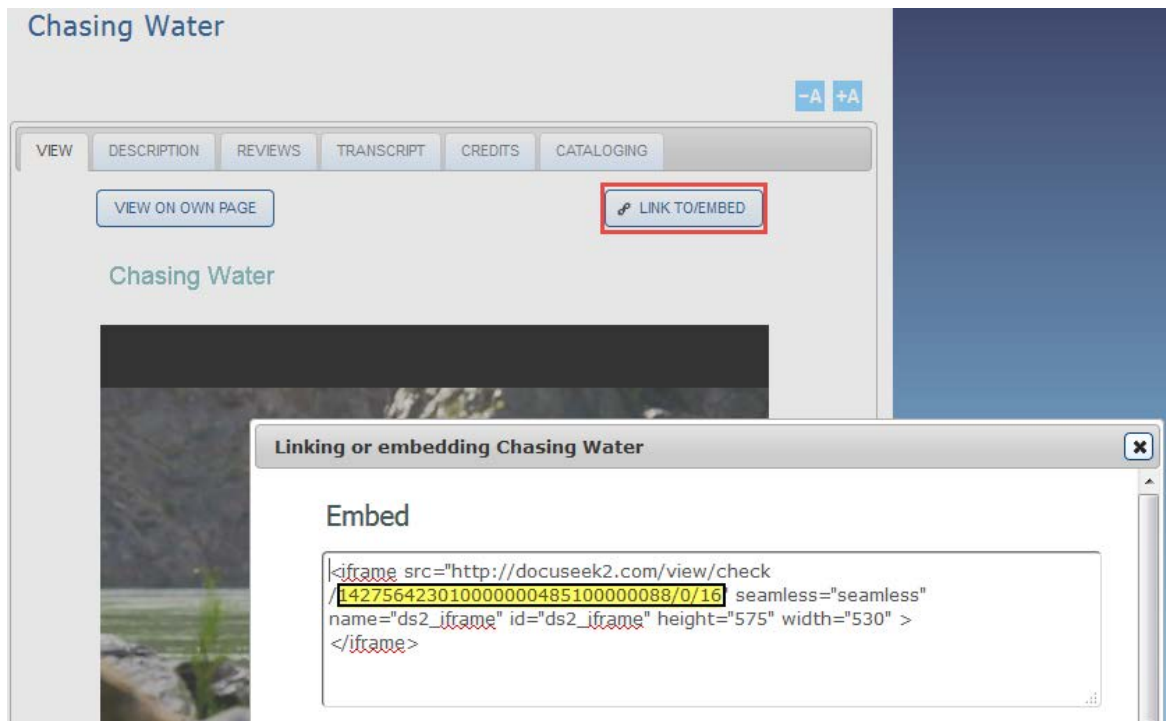 Chasing Water
-A +A
VIEW DESCRIPTION REVIEWS TRANSCRIPT CREDITS CATALOGING
VIEW ON OWN PAGE LINK TO/EMBED
Chasing Water
Linking or embedding Chasing Water
Embed
<iframe src="http://docuseek2.com/view/check
/1427564230100000004851000000088/0/16" seamless="seamless"
name="ds2_iframe" id="ds2_iframe" height="575" width="530" >
</iframe>